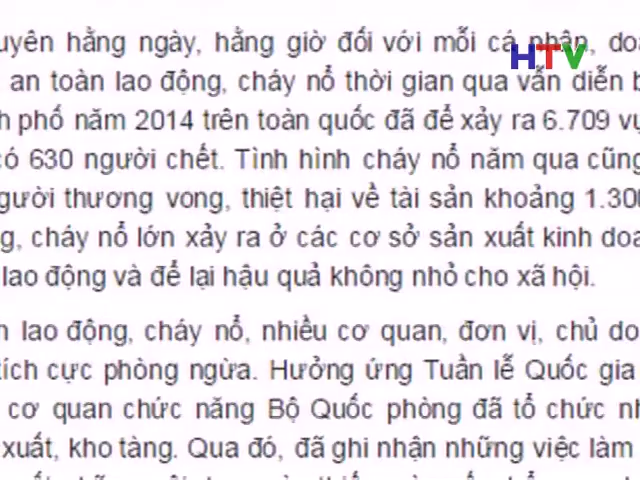 uyên hằng ngày, hằng giờ đối với mỗi cá nhân, doa
HTV
an toàn lao động, cháy nổ thời gian qua vẫn diễn b
h phố năm 2014 trên toàn quốc đã để xảy ra 6.709 vụ
có 630 người chết. Tình hình cháy nổ năm qua cũng
gười thương vong, thiệt hại về tài sản khoảng 1.300
g, cháy nổ lớn xảy ra ở các cơ sở sản xuất kinh doa
lao động và để lại hậu quả không nhỏ cho xã hội.
n lao động, cháy nổ, nhiều cơ quan, đơn vị, chủ do
tích cực phòng ngừa. Hưởng ứng Tuần lễ Quốc gia
cơ quan chức năng Bộ Quốc phòng đã tổ chức nh
xuất, kho tàng. Qua đó, đã ghi nhận những việc làm